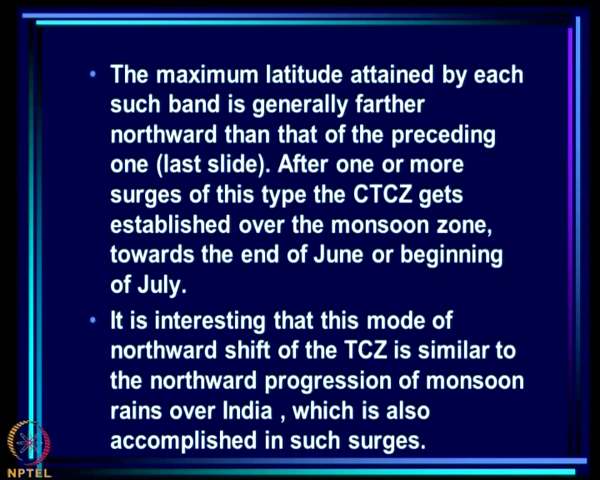 • The maximum latitude attained by each
such band is generally farther
northward than that of the preceding
one (last slide). After one or more
surges of this type the CTCZ gets
established over the monsoon zone,
towards the end of June or beginning
of July.
• It is interesting that this mode of
northward shift of the TCZ is similar to
the northward progression of monsoon
rains over India , which is also
accomplished in such surges.
NPTEL